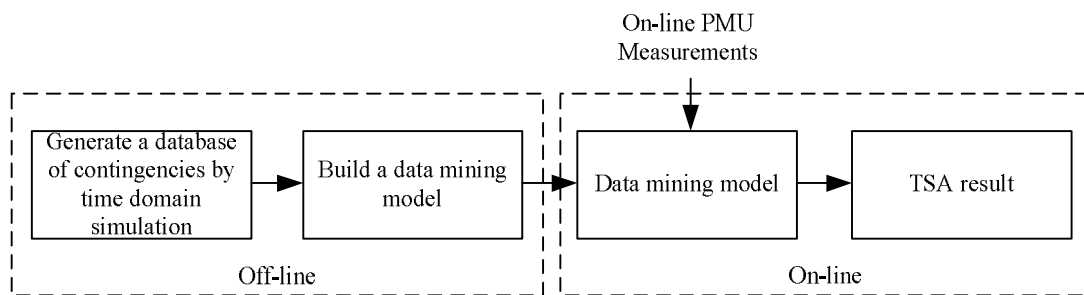 On-line PMU
Measurements
Generate a database
of contingencies by
time domain
simulation
Build a data mining
model
Data mining model
TSA result
Off-line
On-line